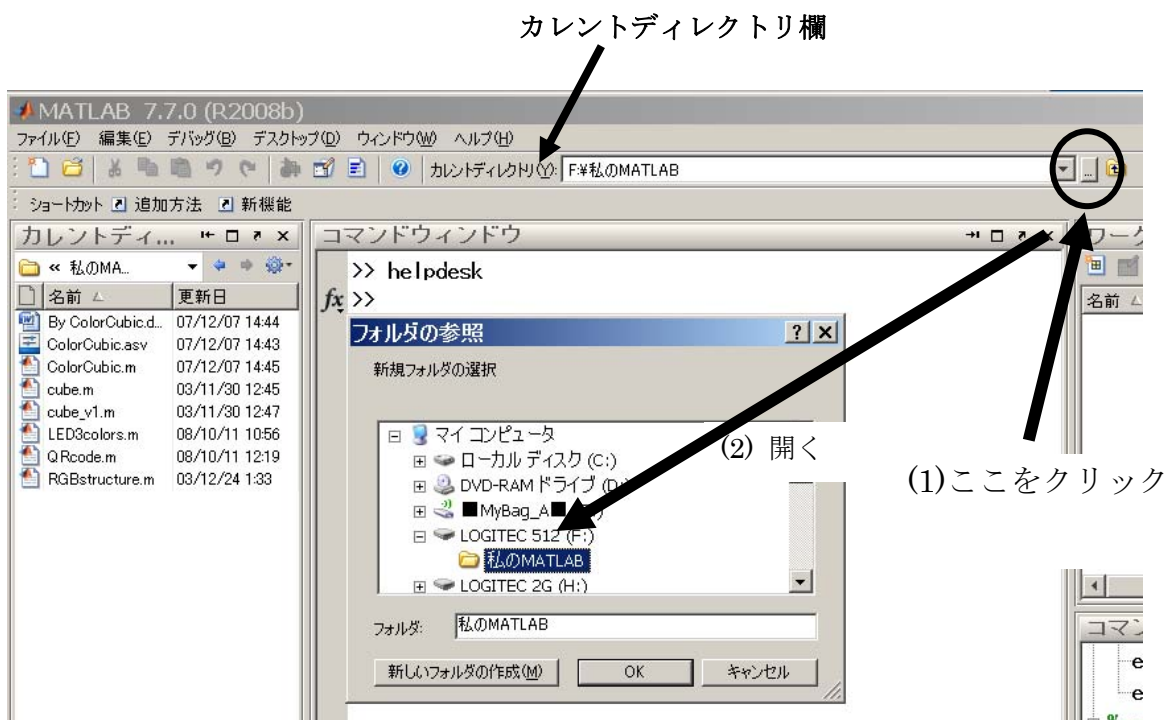 カレントディレクトリ欄
MATLAB 7.7.0 (R2008b)
ファイル(F) 編集(E) デバッグ(B) デスクトップ(D) ウィンドウ(W) ヘルプ(H)
カレントディレクトリ(Y): F:¥私のMATLAB ...
ショートカット 追加方法 新機能
カレントディ...
コマンドウィンドウ
ワーク
« 私のMA...
名前 更新日
By ColorCubic.d... 07/12/07 14:44
ColorCubic.asv 07/12/07 14:43
ColorCubic.m 07/12/07 14:45
cube.m 03/11/30 12:45
cube_v1.m 03/11/30 12:47
LED3colors.m 08/10/11 10:56
QRcode.m 08/10/11 12:19
RGBstructure.m 03/12/24 1:33
>> helpdesk
fx >>
名前
フォルダの参照
新規フォルダの選択
マイ コンピュータ
ローカル ディスク (C:)
DVD-RAM ドライブ (D:)
■MyBag_A■
LOGITEC 512 (F:)
私のMATLAB
LOGITEC 2G (H:)
(2) 開く
(1)ここをクリック
フォルダ: 私のMATLAB
新しいフォルダの作成(M) OK キャンセル
コマン
e
e
%